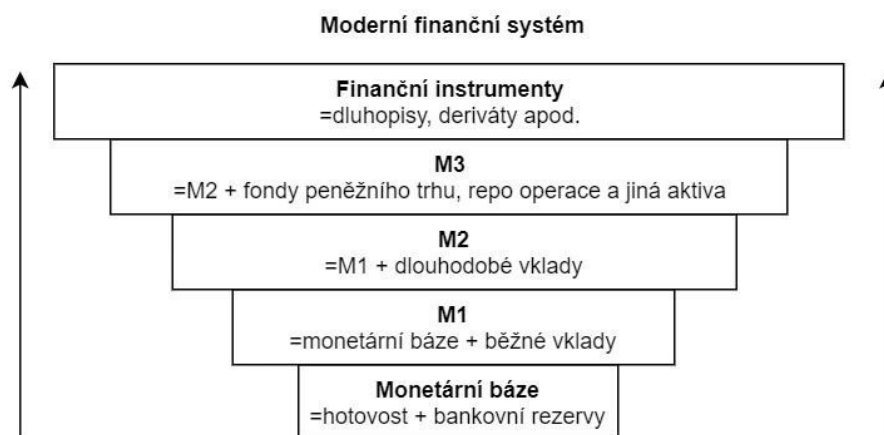 Moderní finanční systém
Finanční instrumenty
=dluhopisy, deriváty apod.
M3
=M2 + fondy peněžního trhu, repo operace a jiná aktiva
M2
=M1 + dlouhodobé vklady
M1
=monetární báze + běžné vklady
Monetární báze
=hotovost + bankovní rezervy